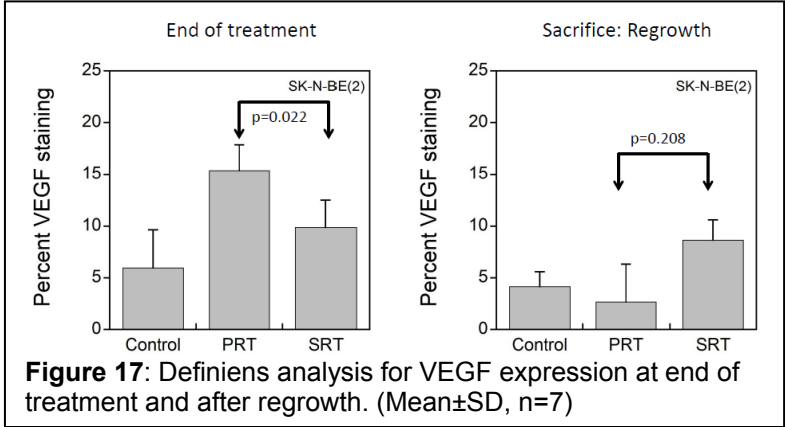 End of treatment
Sacrifice: Regrowth
25
20
15
10
5
0
Percent VEGF staining
SK-N-BE(2)
p=0.022
Control PRT SRT
25
20
15
10
5
0
Percent VEGF staining
SK-N-BE(2)
p=0.208
Control PRT SRT
Figure 17: Definiens analysis for VEGF expression at end of
treatment and after regrowth. (Mean±SD, n=7)